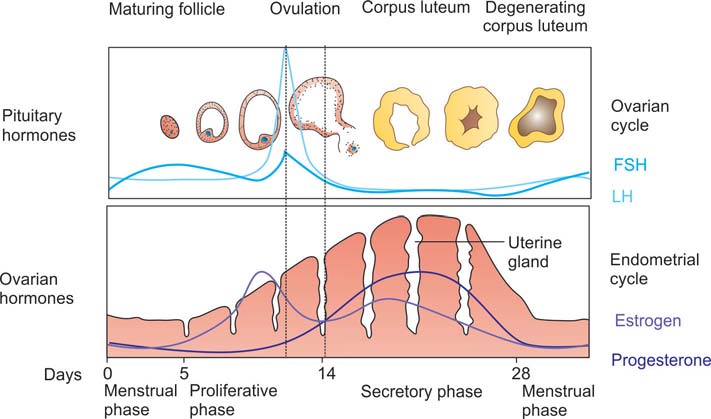 Maturing follicle
Ovulation
Corpus luteum
Degenerating
corpus luteum
Pituitary
hormones
Ovarian
cycle
FSH
LH
Uterine
gland
Ovarian
hormones
Endometrial
cycle
Estrogen
Progesterone
Days
0 5 14 28
Menstrual
phase
Proliferative
phase
Secretory phase
Menstrual
phase